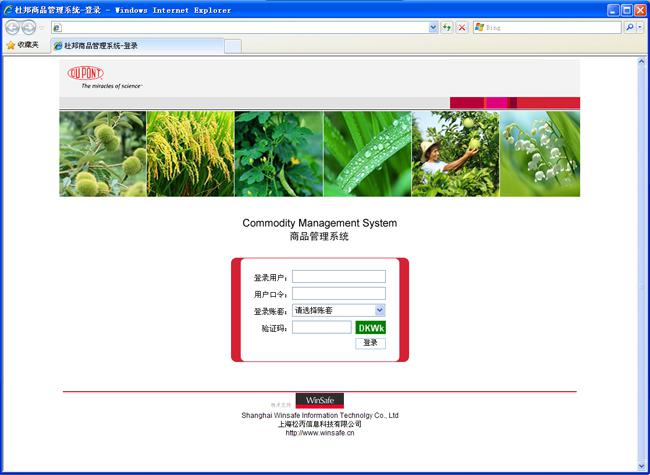 杜邦商品管理系统-登录 - Windows Internet Explorer
Bing
收藏夹
杜邦商品管理系统-登录
DU PONT
The miracles of science™
Commodity Management System
商品管理系统
登录用户:
用户口令:
登录账套: 请选择账套
验证码: DKWk
登录
技术支持: WinSafe
Shanghai Winsafe Information Technolgy Co., Ltd
上海松丙信息科技有限公司
http://www.winsafe.cn